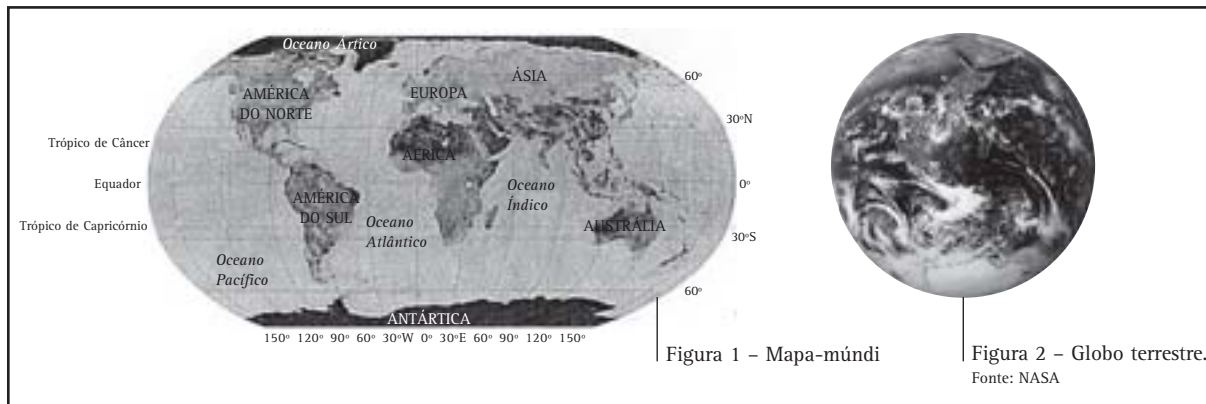 Oceano Ártico
ÁSIA
60º
AMÉRICA
DO NORTE
EUROPA
30ºN
Trópico de Câncer
ÁFRICA
Equador
Oceano
Índico
0º
AMÉRICA
DO SUL
Oceano
Atlântico
Trópico de Capricórnio
AUSTRÁLIA
30ºS
Oceano
Pacífico
60º
ANTÁRTICA
150º 120º 90º 60º 30ºW 0º 30ºE 60º 90º 120º 150º
Figura 1 – Mapa-múndi
Figura 2 – Globo terrestre.
Fonte: NASA